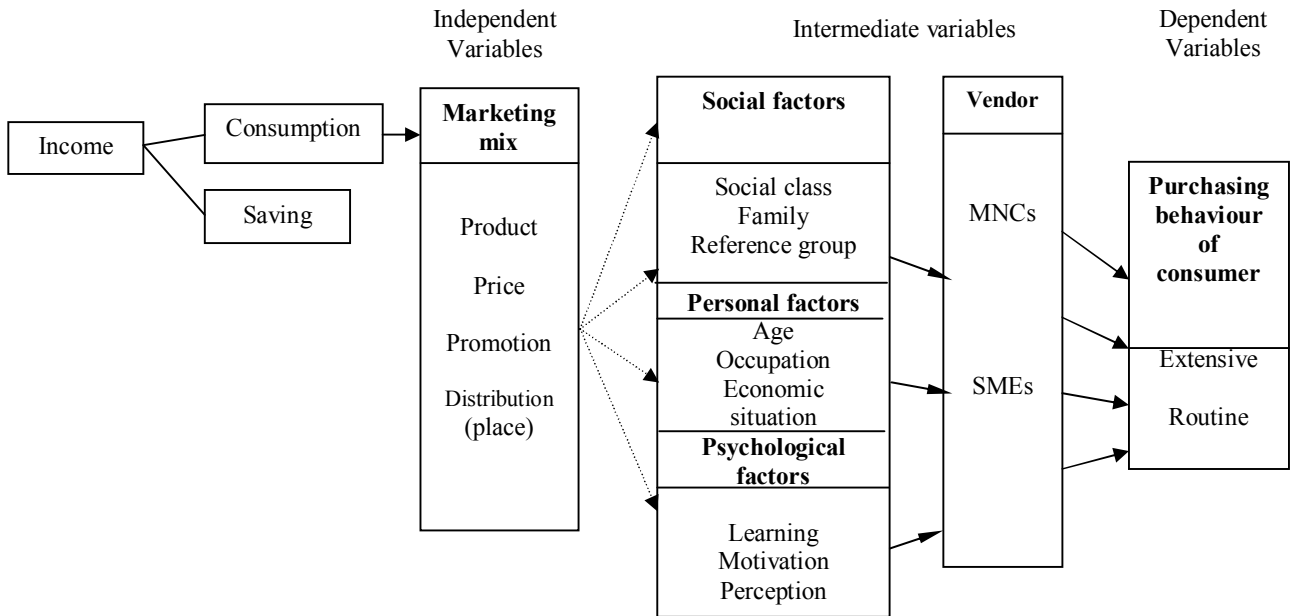 Independent
Variables
Intermediate variables
Dependent
Variables
Income
Consumption
Saving
Marketing
mix
Product
Price
Promotion
Distribution
(place)
Social factors
Social class
Family
Reference group
Personal factors
Age
Occupation
Economic
situation
Psychological
factors
Learning
Motivation
Perception
Vendor
MNCs
SMEs
Purchasing
behaviour
of
consumer
Extensive
Routine